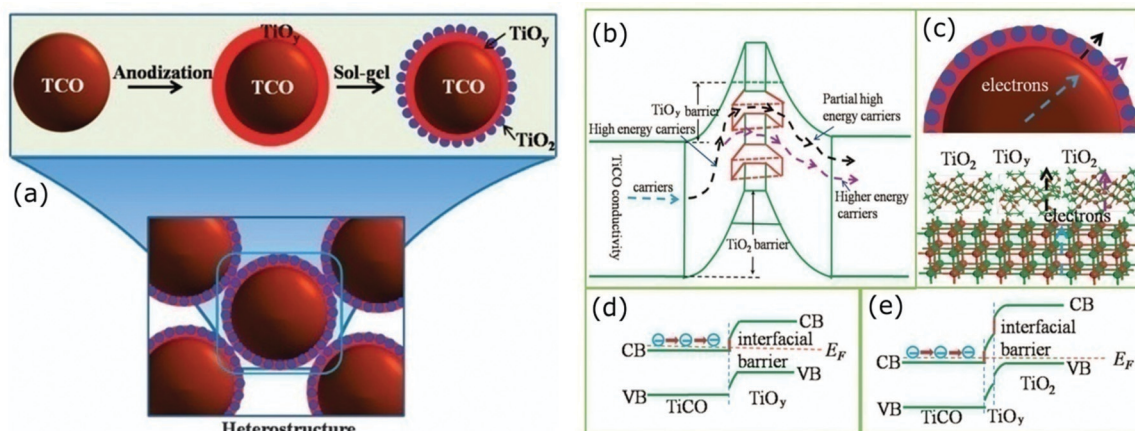 (a)
TCO
Anodization
TiOy
TCO
Sol-gel
TCO
TiOy
TiO2
Heterostructure
(b)
TiOy barrier
High energy carriers
Partial high
energy carriers
TiCO conductivity
carriers
Higher energy
carriers
TiO2 barrier
(c)
electrons
TiO2 TiOy TiO2
electrons
(d)
CB
CB
interfacial
barrier
EF
VB
VB
TiCO
TiOy
(e)
CB
CB
interfacial
barrier
EF
VB
VB
TiCO
TiOy
TiO2